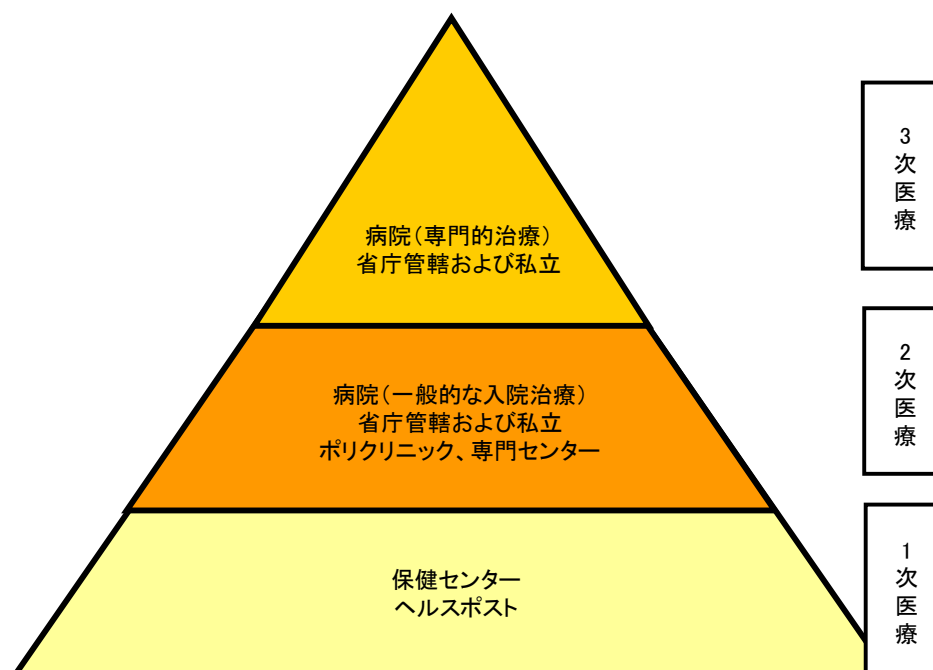 病院(専門的治療)
省庁管轄および私立
3次医療
病院(一般的な入院治療)
省庁管轄および私立
ポリクリニック、専門センター
2次医療
保健センター
ヘルスポスト
1次医療